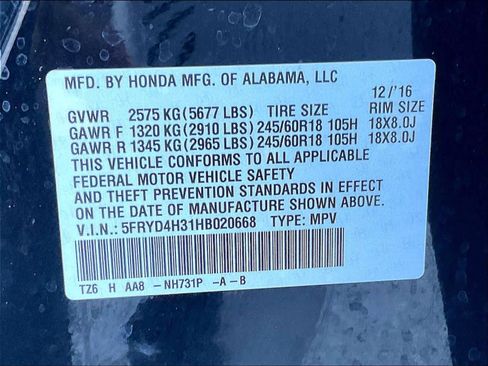 MFD. BY HONDA MFG. OF ALABAMA, LLC
12/'16
GVWR 2575 KG(5677 LBS) TIRE SIZE RIM SIZE
GAWR F 1320 KG(2910 LBS)245/60R18 105H 18X8.0J
GAWR R 1345 KG(2965 LBS)245/60R18 105H 18X8.0J
THIS VEHICLE CONFORMS TO ALL APPLICABLE
FEDERAL MOTOR VEHICLE SAFETY
AND THEFT PREVENTION STANDARDS IN EFFECT
ON THE DATE OF MANUFACTURE SHOWN ABOVE.
V.I.N.: 5FRYD4H31HB020668 TYPE: MPV
TZ6 H AA8 -NH731P -A-B